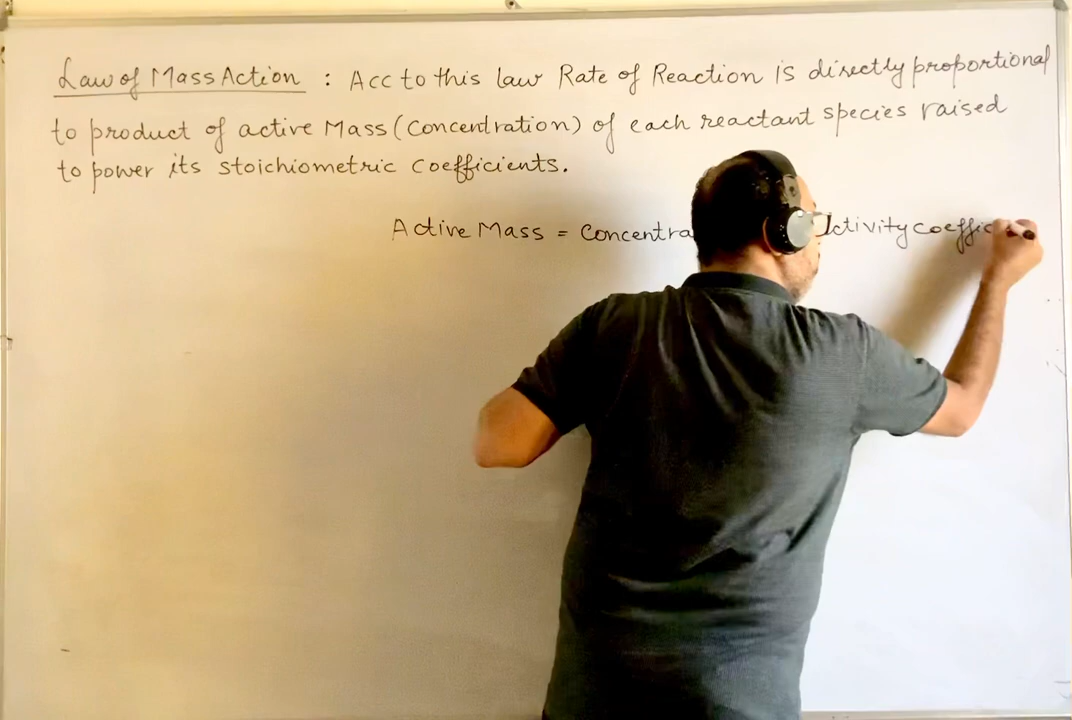 Law of Mass Action : Acc to this law Rate of Reaction is directly proportional
to product of active Mass (Concentration) of each reactant species raised
to power its stoichiometric coefficients.
Active Mass = Concentra ctivity coeffic